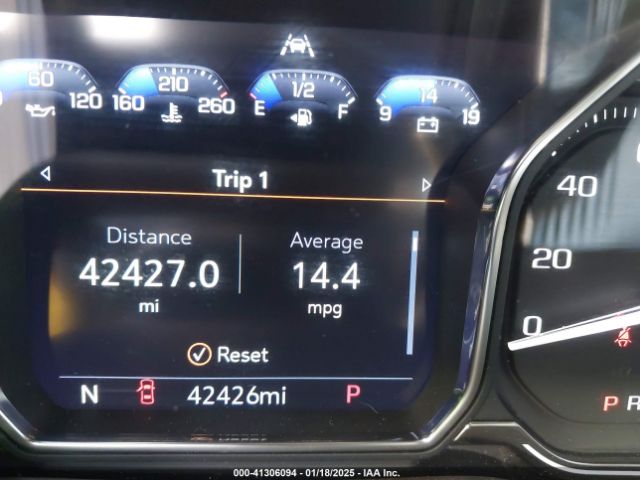 60 210 1/2 14
120 160 260 E F 9 19
Trip 1
Distance Average
42427.0 14.4
mi mpg
Reset
N 42426mi P
40
20
0
P R
000-41306094 - 01/18/2025 - IAA Inc.